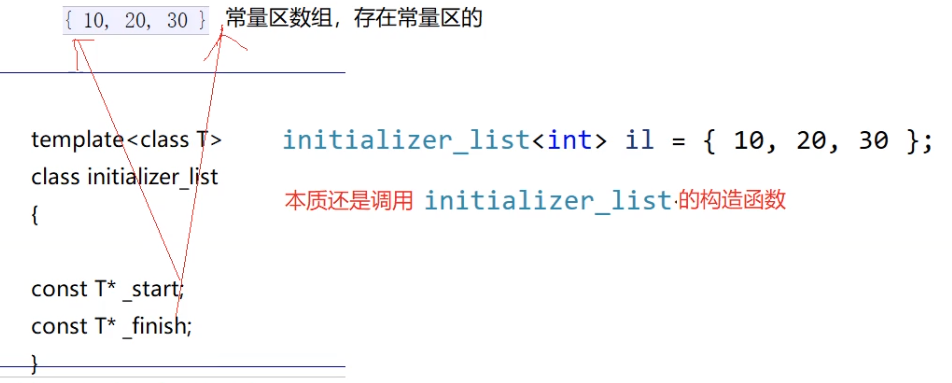 { 10, 20, 30 } 常量区数组，存在常量区的
template<class T>
class initializer_list
{
const T* _start;
const T* _finish;
}
initializer_list<int> il = { 10, 20, 30 };
本质还是调用 initializer_list 的构造函数